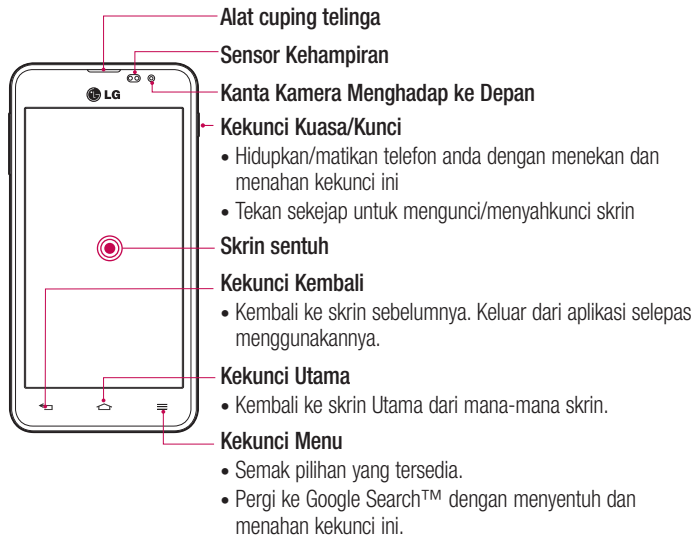 Alat cuping telinga
Sensor Kehampiran
LG
Kanta Kamera Menghadap ke Depan
Kekunci Kuasa/Kunci
• Hidupkan/matikan telefon anda dengan menekan dan
menahan kekunci ini
• Tekan sekejap untuk mengunci/menyahkunci skrin
Skrin sentuh
Kekunci Kembali
• Kembali ke skrin sebelumnya. Keluar dari aplikasi selepas
menggunakannya.
Kekunci Utama
• Kembali ke skrin Utama dari mana-mana skrin.
Kekunci Menu
• Semak pilihan yang tersedia.
• Pergi ke Google Search™ dengan menyentuh dan
menahan kekunci ini.